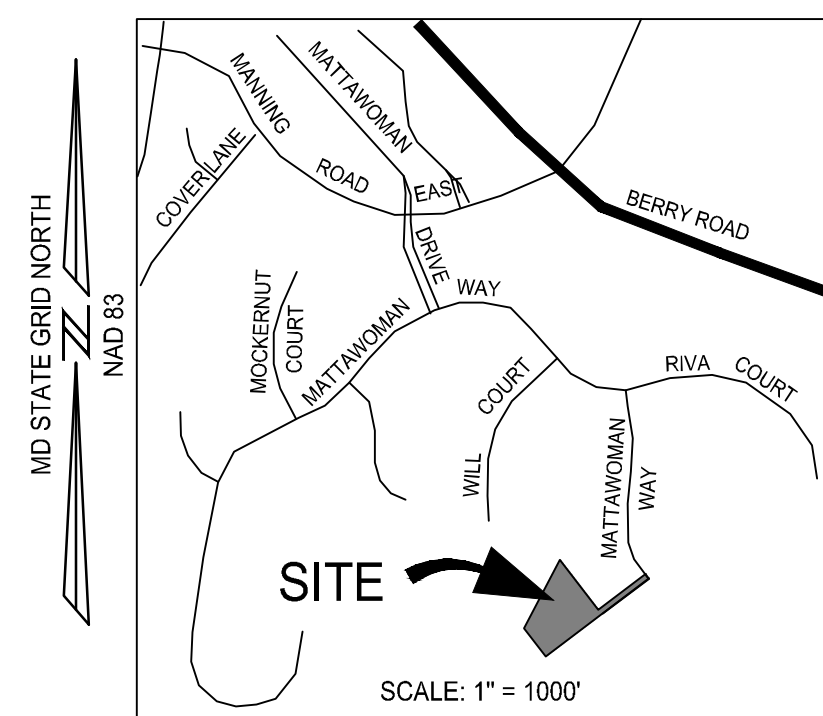 MD STATE GRID NORTH
NAD 83
MANNING
ROAD
EAST
MATTAWOMAN
DRIVE
COVER LANE
BERRY ROAD
MOCKERNUT
COURT
MATTAWOMAN
WAY
WILL
COURT
RIVA
COURT
MATTAWOMAN
WAY
SITE
SCALE: 1" = 1000'